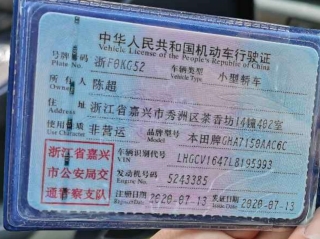 中华人民共和国机动车行驶证
Vehicle License of the People's Republic of China
号牌号码 浙F0KG52 车辆类型 小型轿车
Plate No. Vehicle Type
所有人 陈超
Owner
住址 浙江省嘉兴市秀洲区茶香坊14幢402室
Address
使用性质 非营运 品牌型号 本田牌GHA7150AAC6C
Use Character Model
浙江省嘉兴
市公安局交
通警察支队
车辆识别代号 LHGCV1647L8195993
VIN
发动机号码 5243385
Engine No.
注册日期 2020-07-13 发证日期 2020-07-13